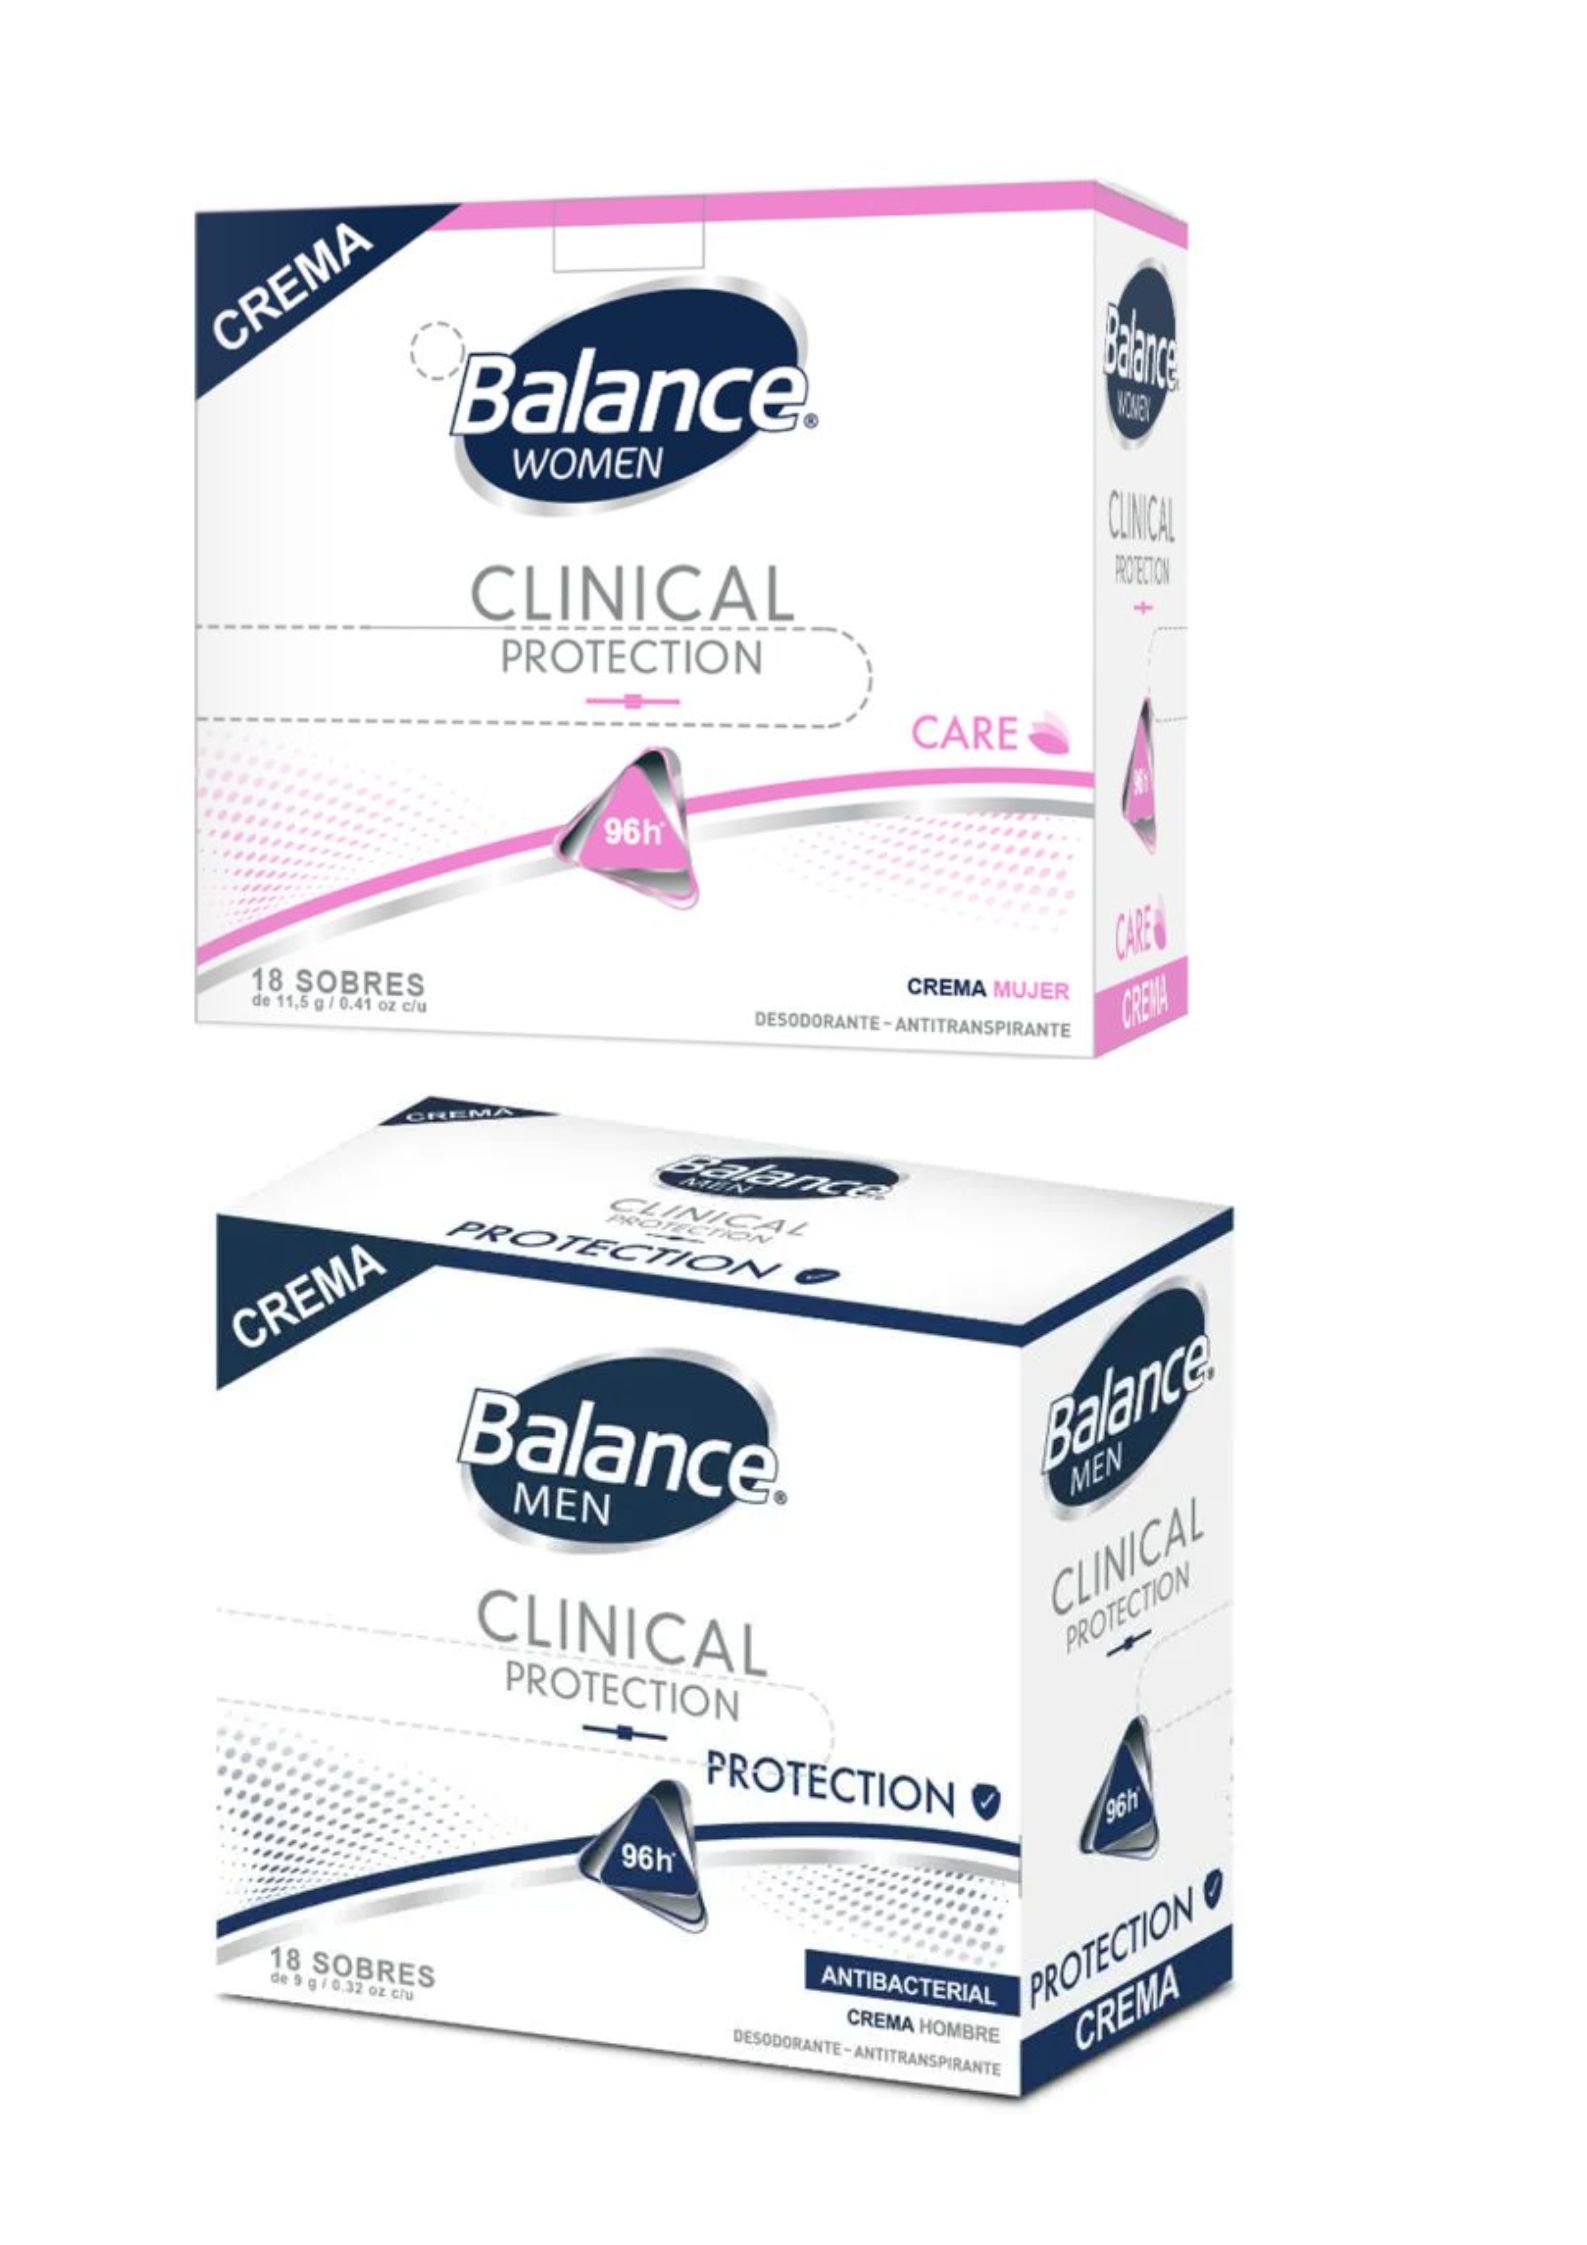 CREMA
Balance®
WOMEN
CLINICAL
PROTECTION
CARE
96h*
18 SOBRES
de 11,5 g / 0.41 oz c/u
CREMA MUJER
DESODORANTE - ANTITRANSPIRANTE
Balance
WOMEN
CLINICAL
PROTECTION
96h
CARE
CREMA
CREMA
Balance®
MEN
CLINICAL
PROTECTION
PROTECTION
CREMA
Balance®
MEN
CLINICAL
PROTECTION
PROTECTION
96h*
18 SOBRES
de 9 g / 0.32 oz c/u
ANTIBACTERIAL
CREMA HOMBRE
DESODORANTE - ANTITRANSPIRANTE
Balance®
MEN
CLINICAL
PROTECTION
96h*
PROTECTION
CREMA